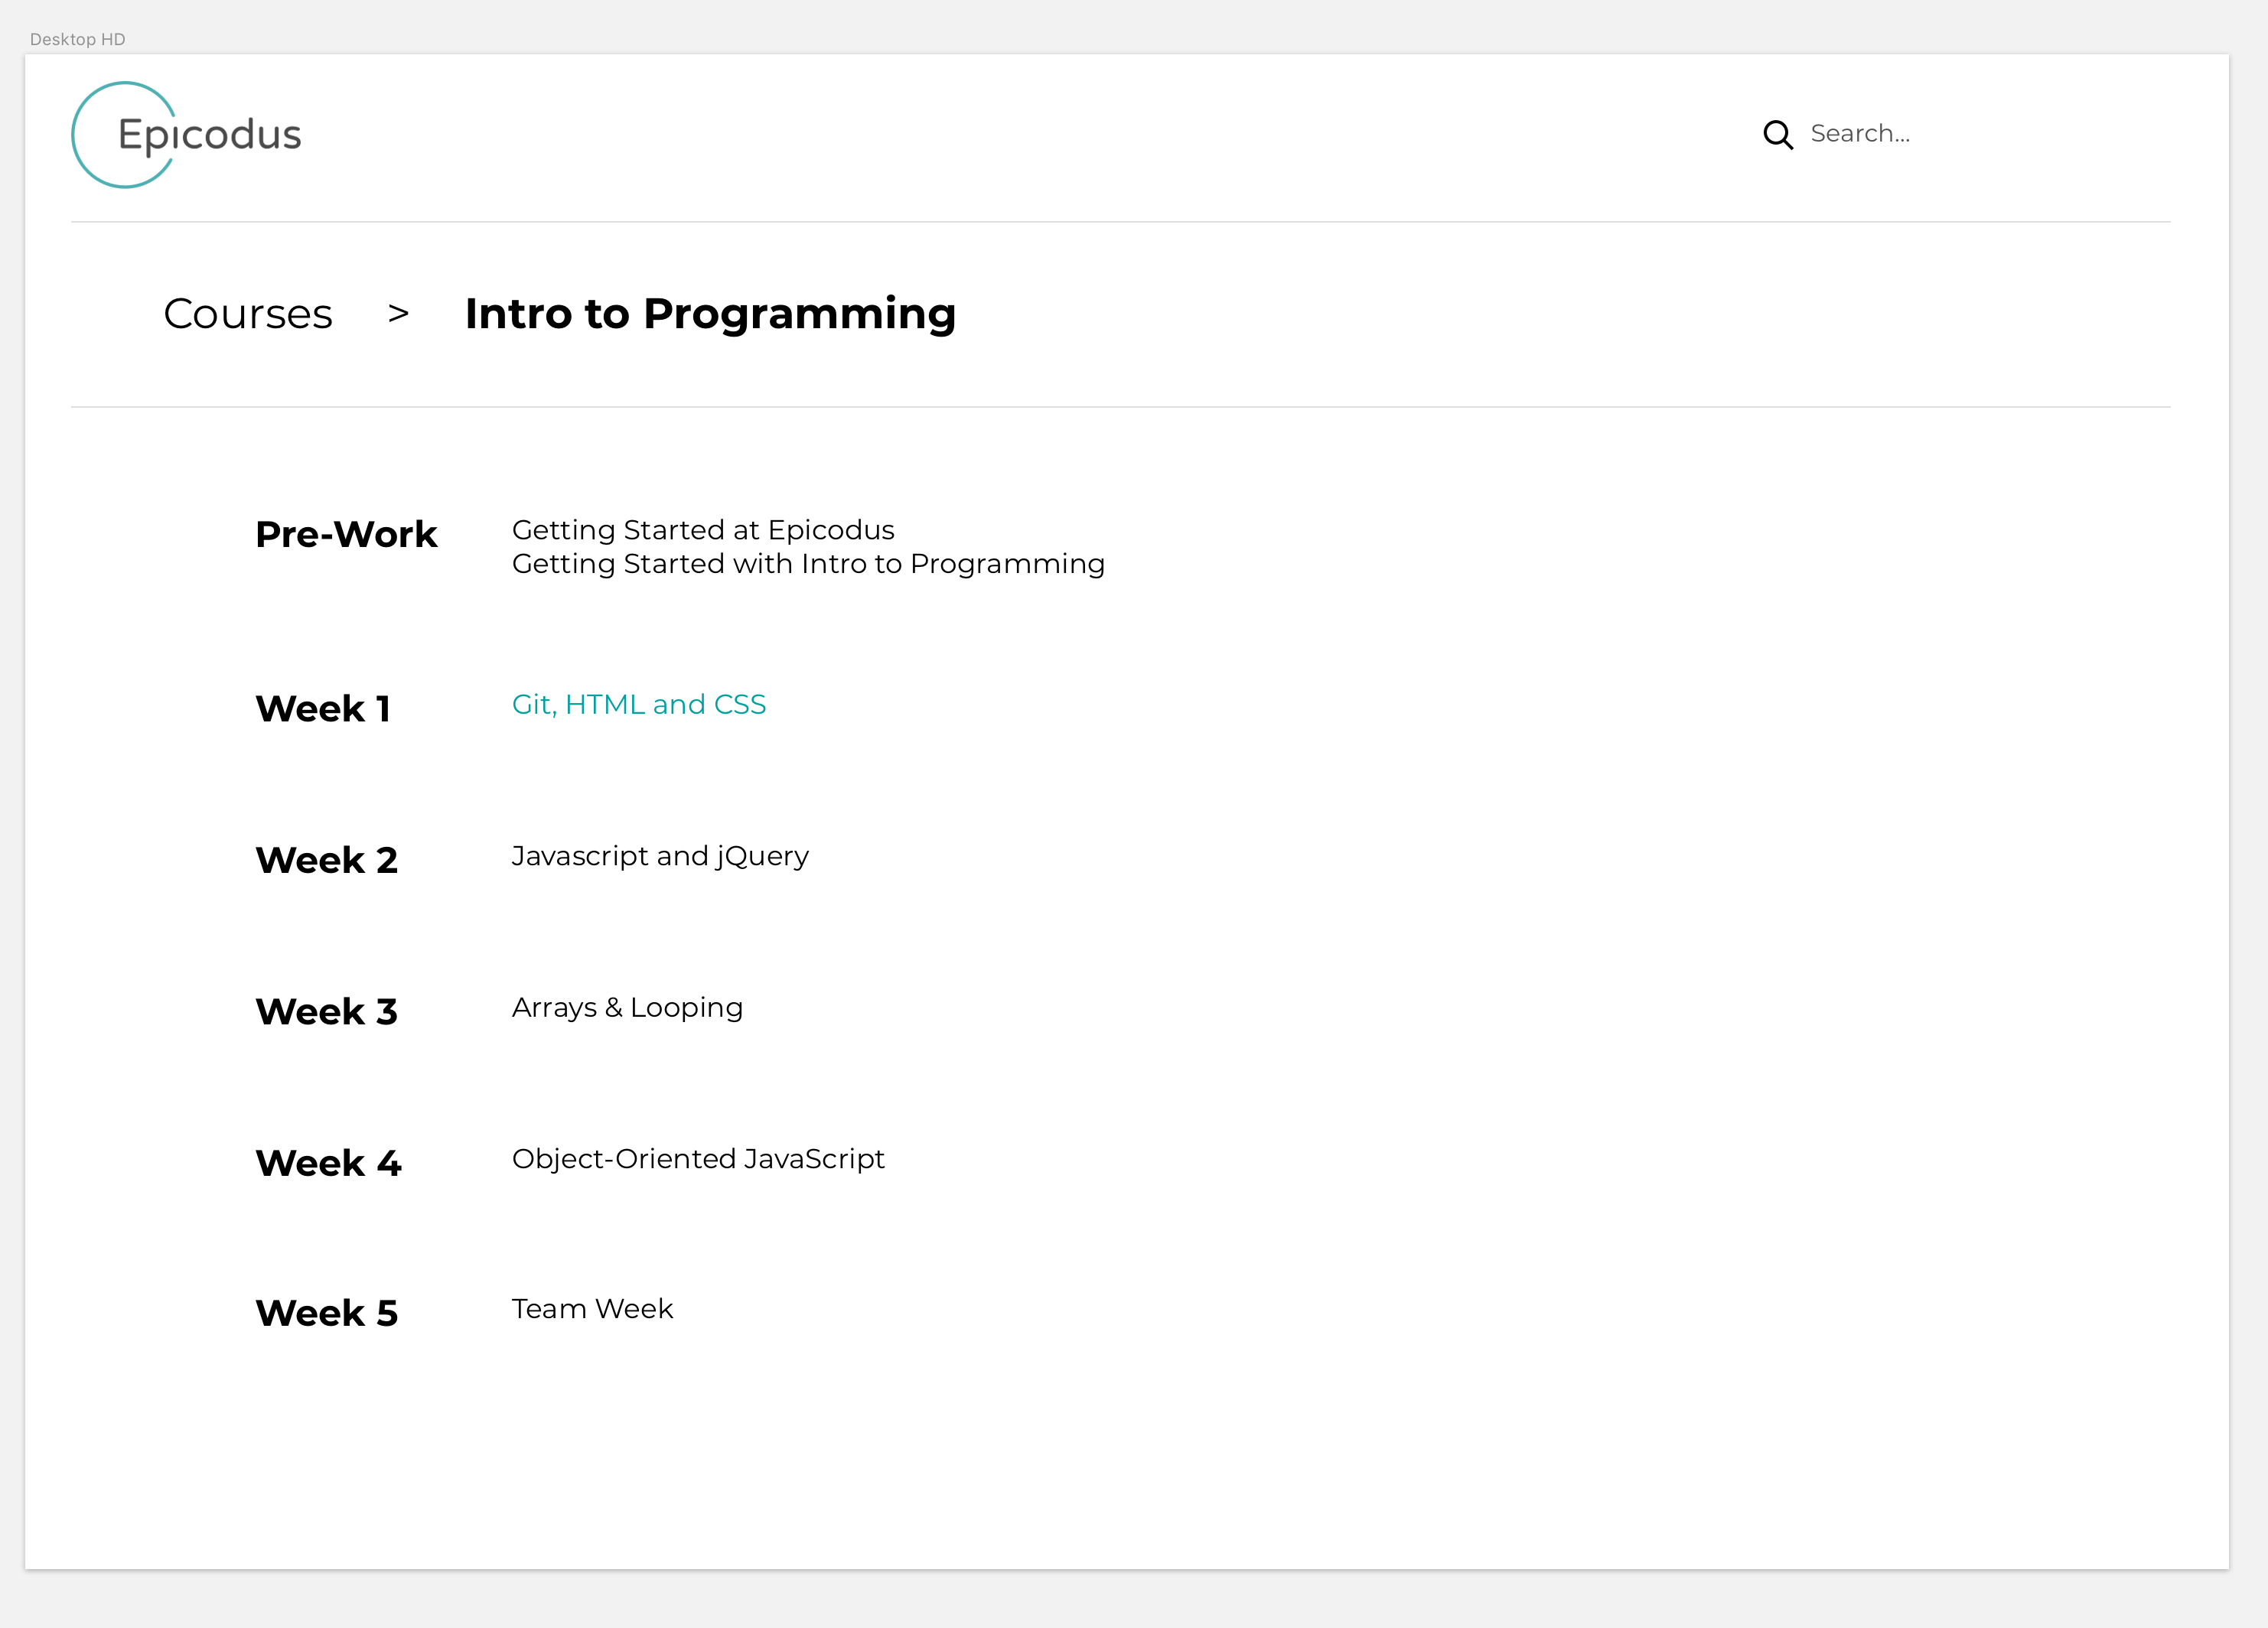 Desktop HD
Epicodus
Search...
Courses > Intro to Programming
Pre-Work Getting Started at Epicodus
Getting Started with Intro to Programming
Week 1 Git, HTML and CSS
Week 2 Javascript and jQuery
Week 3 Arrays & Looping
Week 4 Object-Oriented JavaScript
Week 5 Team Week